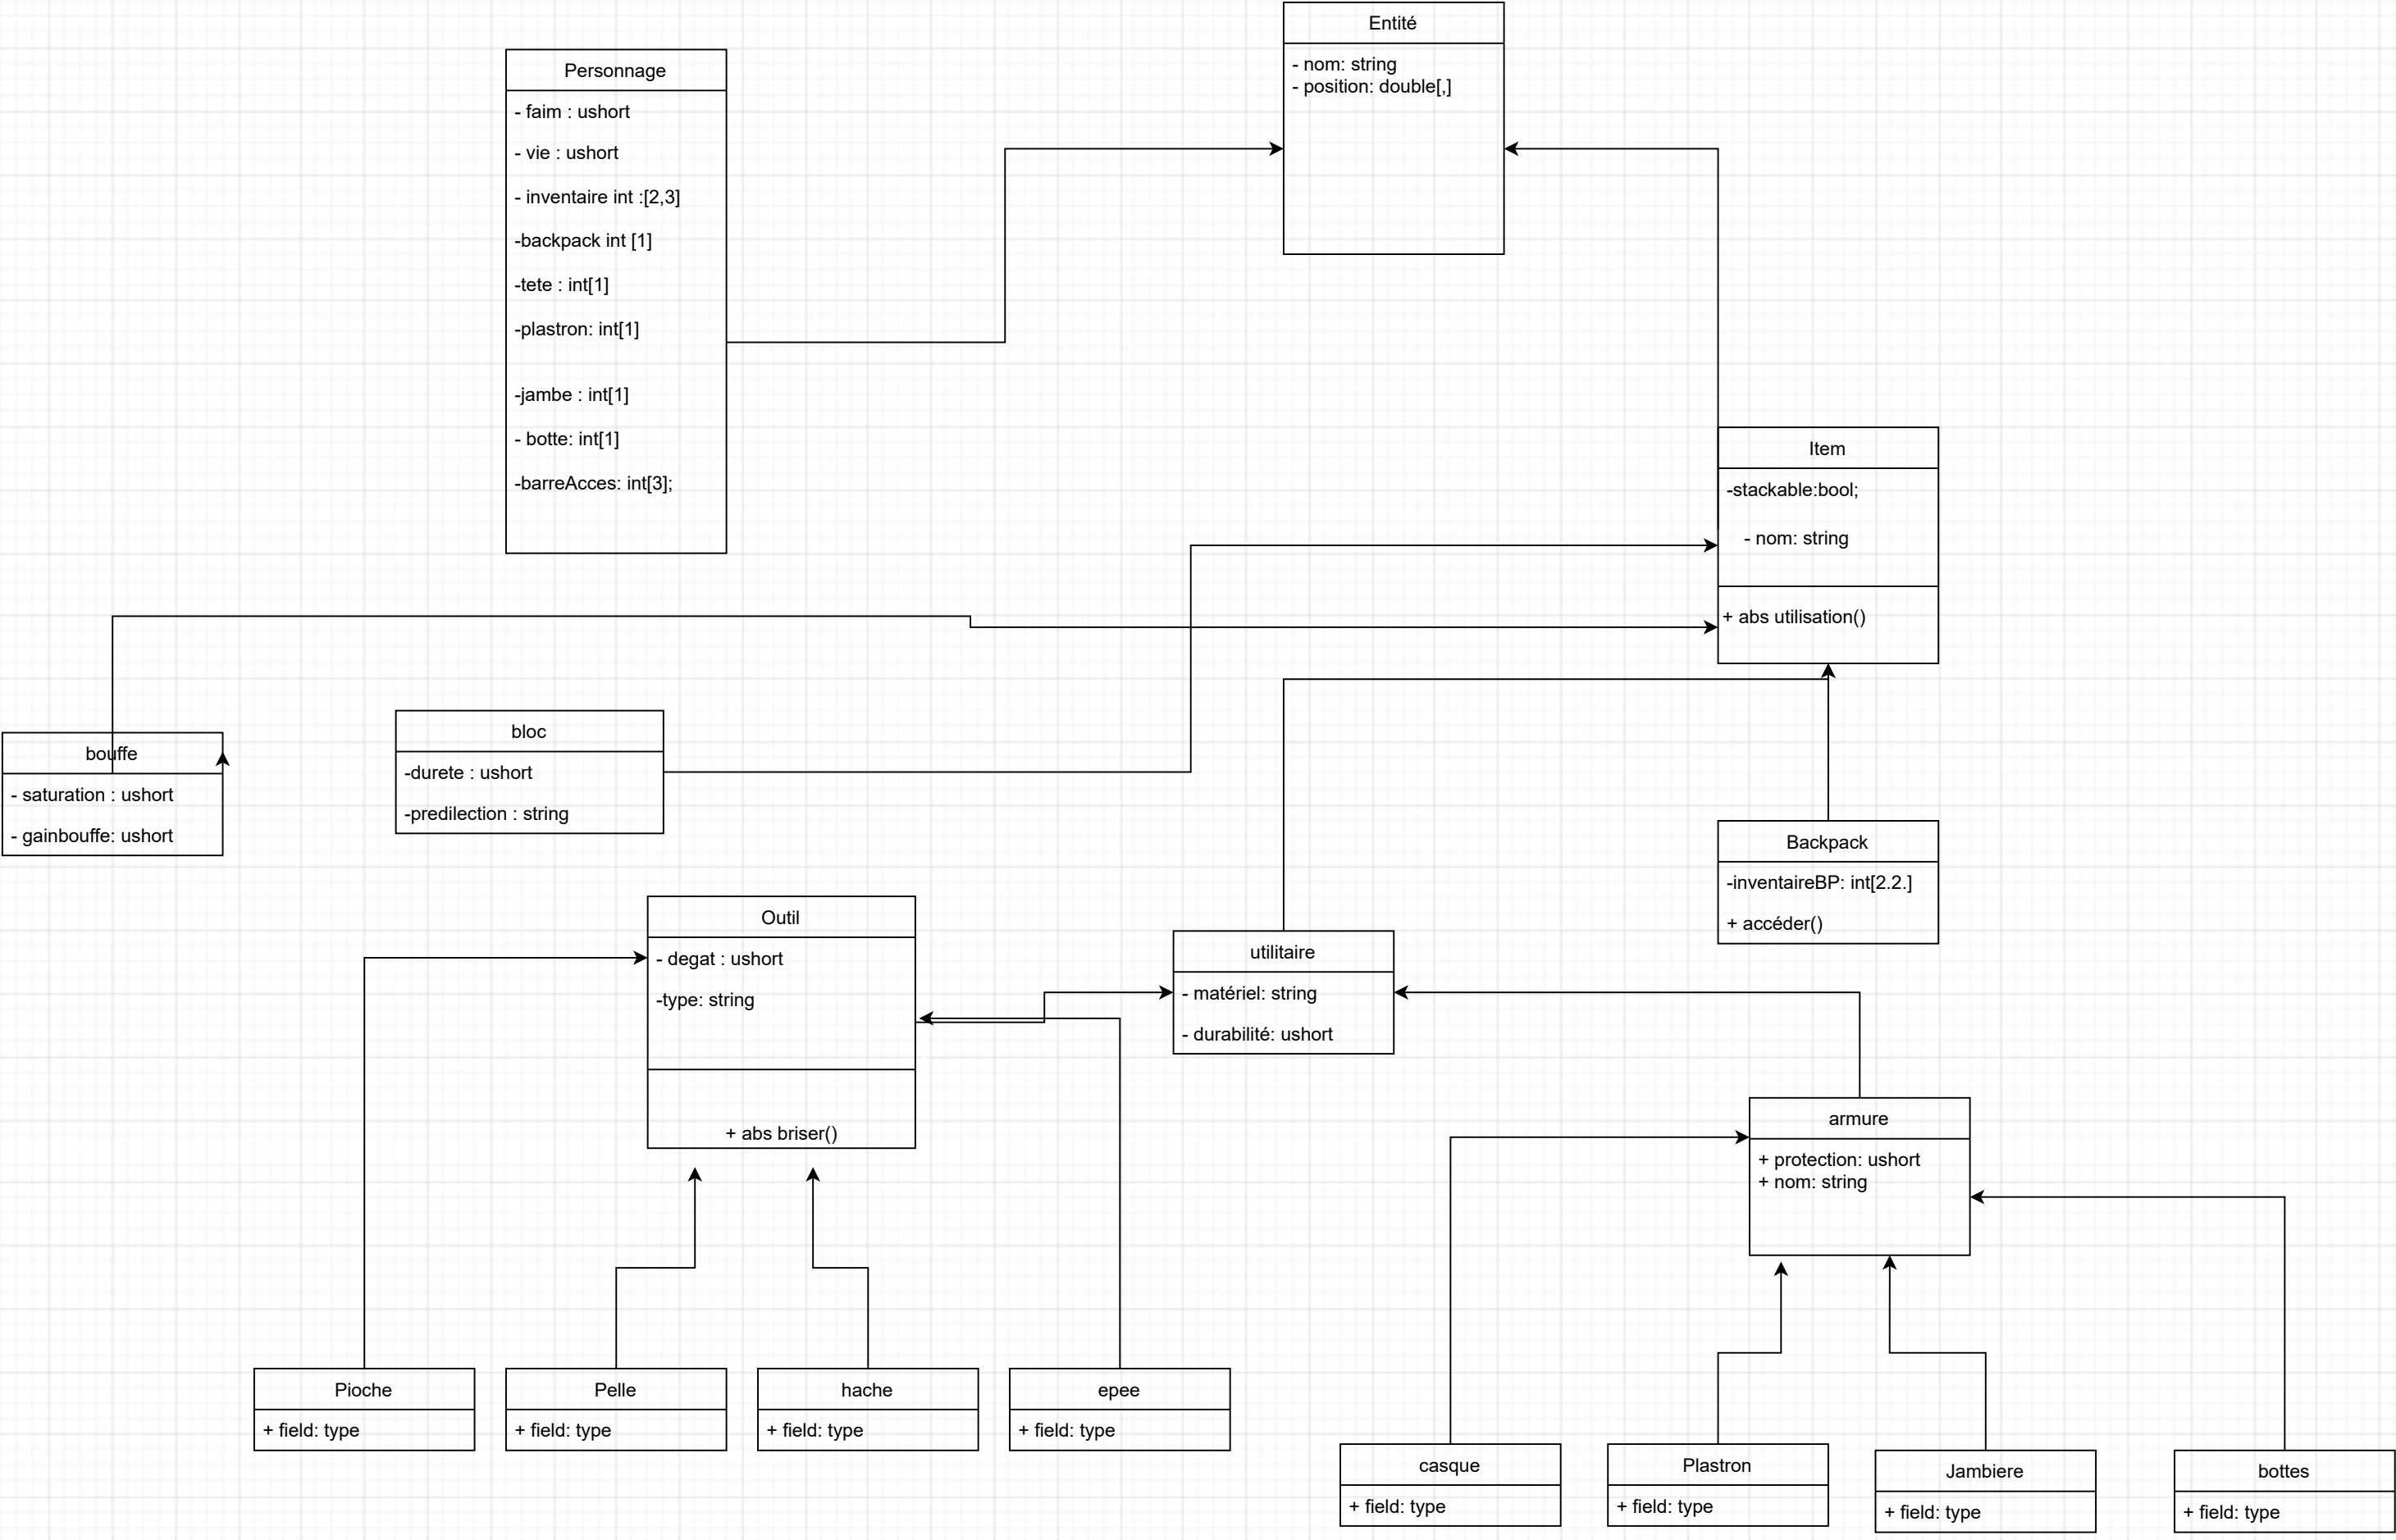 Entité
- nom: string
- position: double[,]
Personnage
- faim : ushort
- vie : ushort
- inventaire int :[2,3]
-backpack int [1]
-tete : int[1]
-plastron: int[1]
-jambe : int[1]
- botte: int[1]
-barreAcces: int[3];
Item
-stackable:bool;
- nom: string
+ abs utilisation()
bouffe
- saturation : ushort
- gainbouffe: ushort
bloc
-durete : ushort
-predilection : string
Backpack
-inventaireBP: int[2.2.]
+ accéder()
Outil
- degat : ushort
-type: string
+ abs briser()
utilitaire
- matériel: string
- durabilité: ushort
armure
+ protection: ushort
+ nom: string
Pioche
+ field: type
Pelle
+ field: type
hache
+ field: type
epee
+ field: type
casque
+ field: type
Plastron
+ field: type
Jambiere
+ field: type
bottes
+ field: type